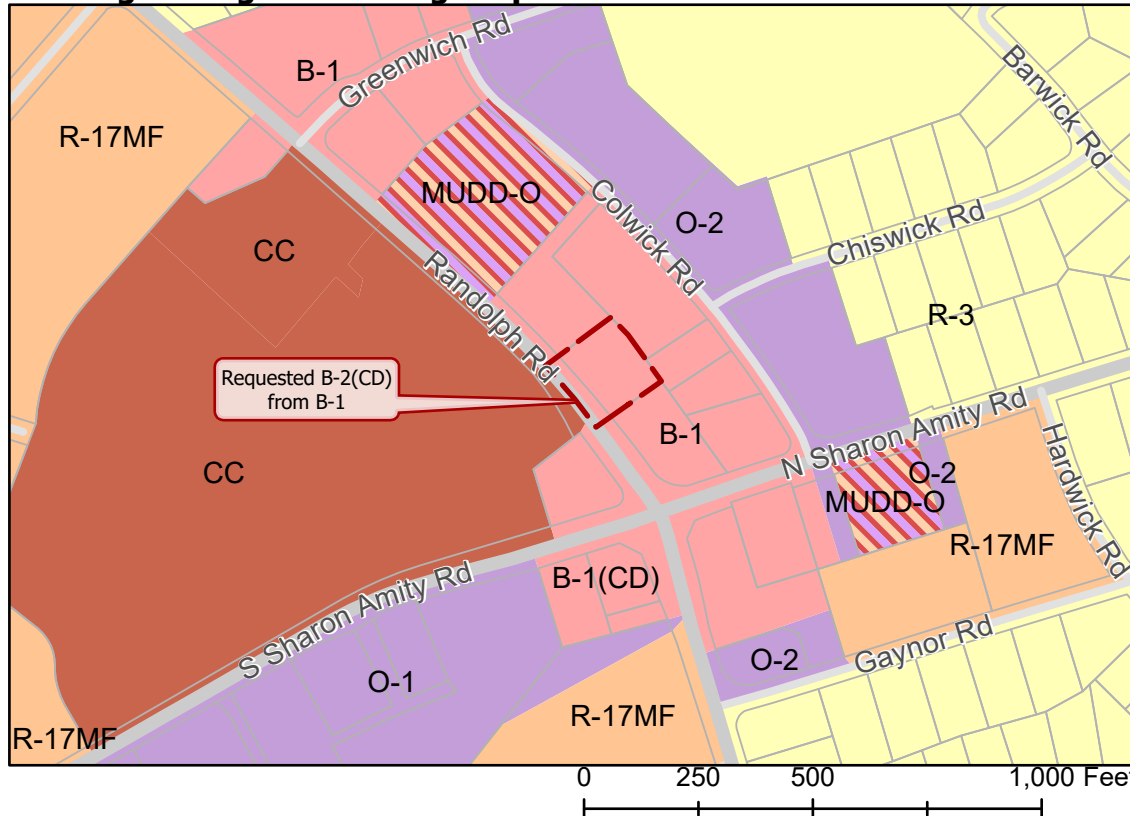 B-1
Greenwich Rd
Barwick Rd
R-17MF
MUDD-O
Colwick Rd
O-2
Chiswick Rd
CC
Randolph Rd
R-3
Requested B-2(CD)
from B-1
B-1
N Sharon Amity Rd
Hardwick Rd
CC
O-2
MUDD-O
R-17MF
B-1(CD)
S Sharon Amity Rd
Gaynor Rd
O-2
O-1
R-17MF
R-17MF
0 250 500 1,000 Feet